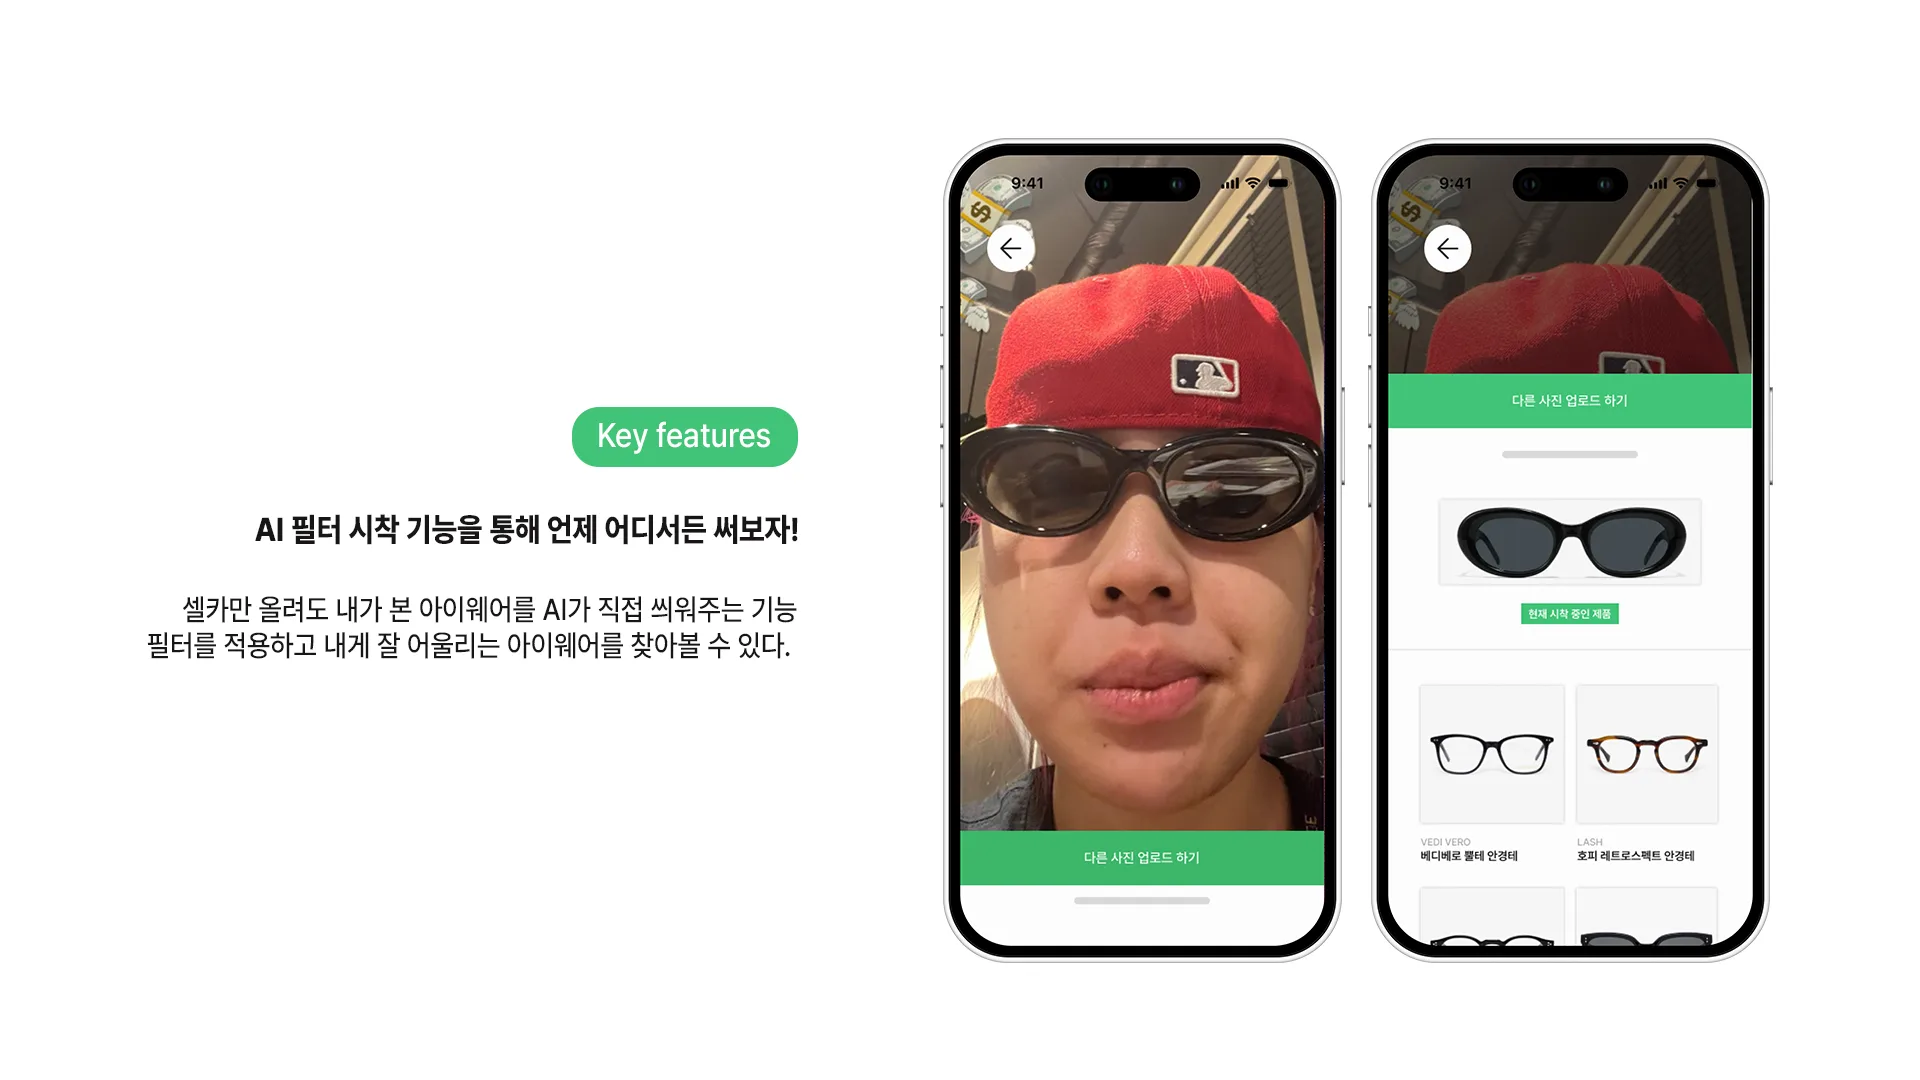 Key features
AI 필터 시착 기능을 통해 언제 어디서든 써보자!
셀카만 올려도 내가 본 아이웨어를 AI가 직접 씌워주는 기능
필터를 적용하고 내게 잘 어울리는 아이웨어를 찾아볼 수 있다.
9:41
$
다른 사진 업로드 하기
9:41
$
다른 사진 업로드 하기
현재 시착 중인 제품
VEDI VERO
베디베로 뿔테 안경테
LASH
호피 레트로스펙트 안경테